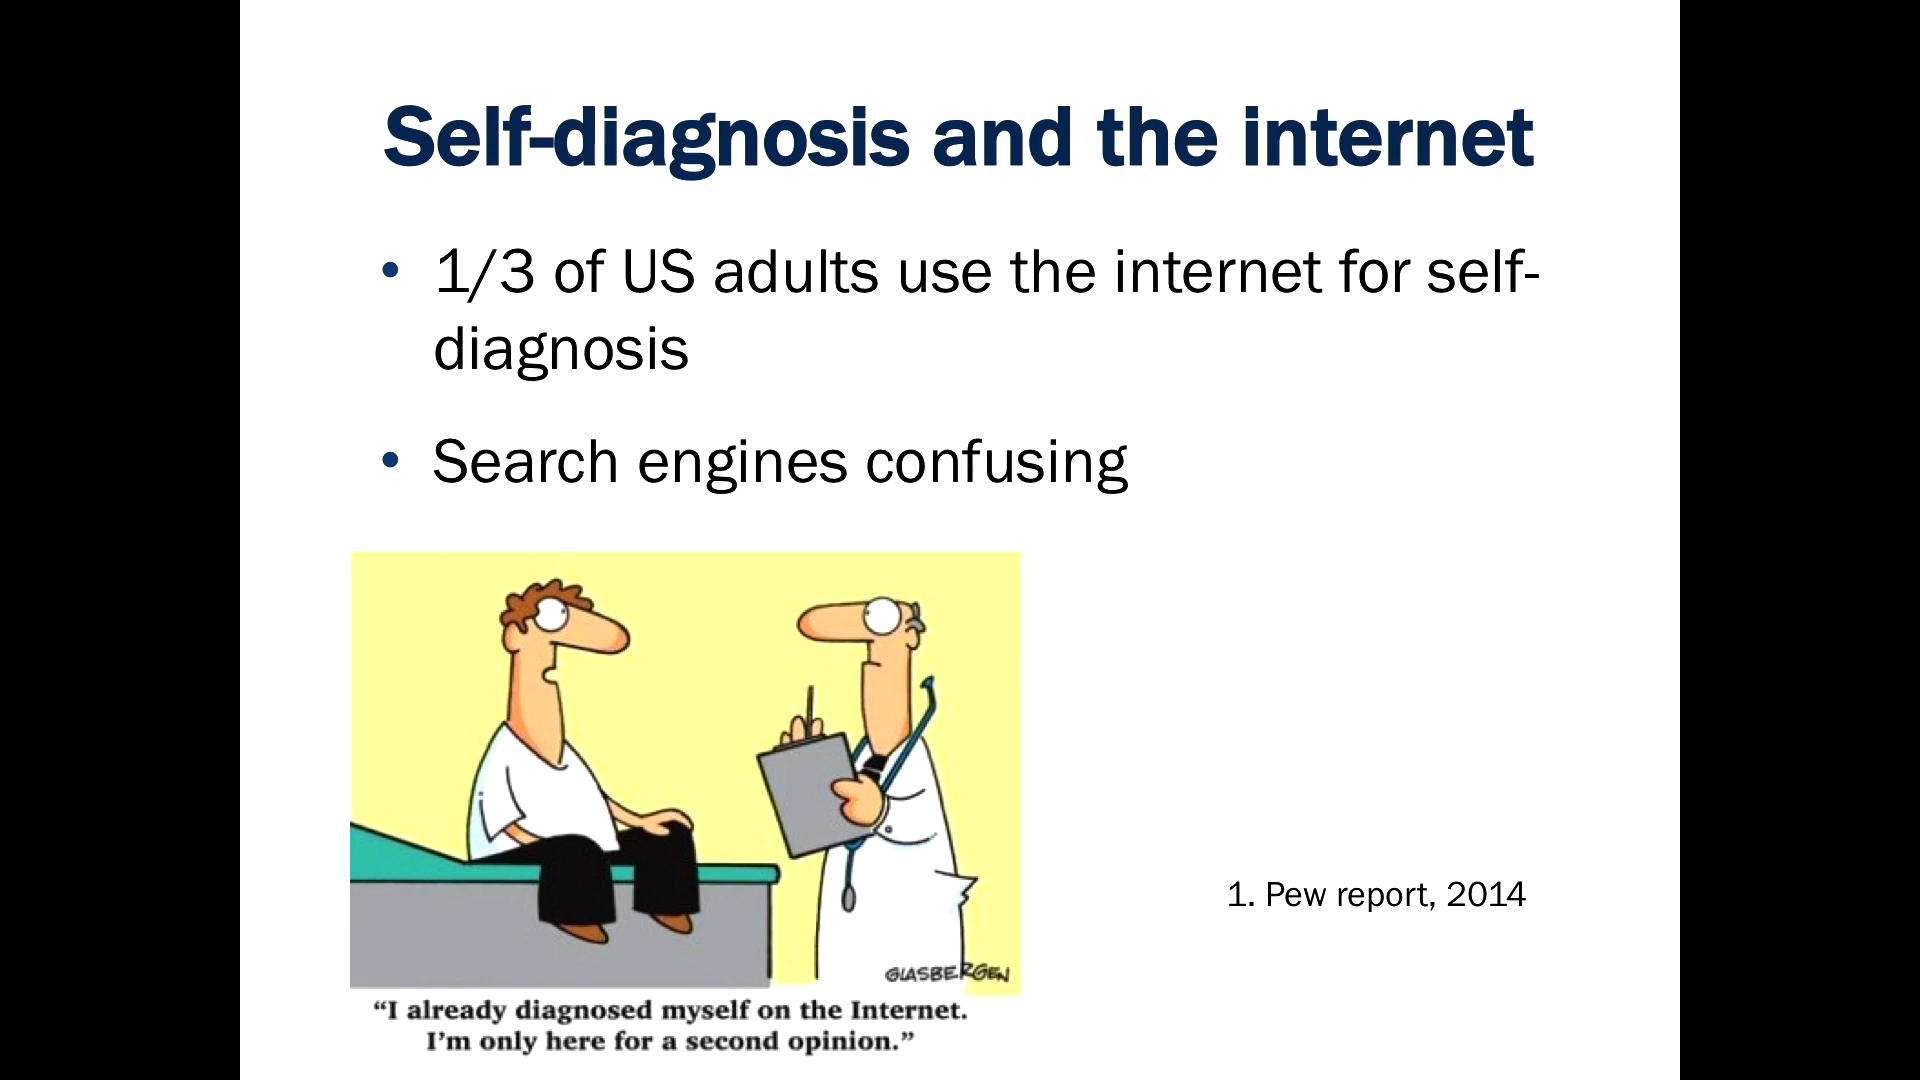 Self-diagnosis and the internet
• 1/3 of US adults use the internet for self-
diagnosis
• Search engines confusing
GLASBERGEN
“I already diagnosed myself on the Internet.
I’m only here for a second opinion.”
1. Pew report, 2014